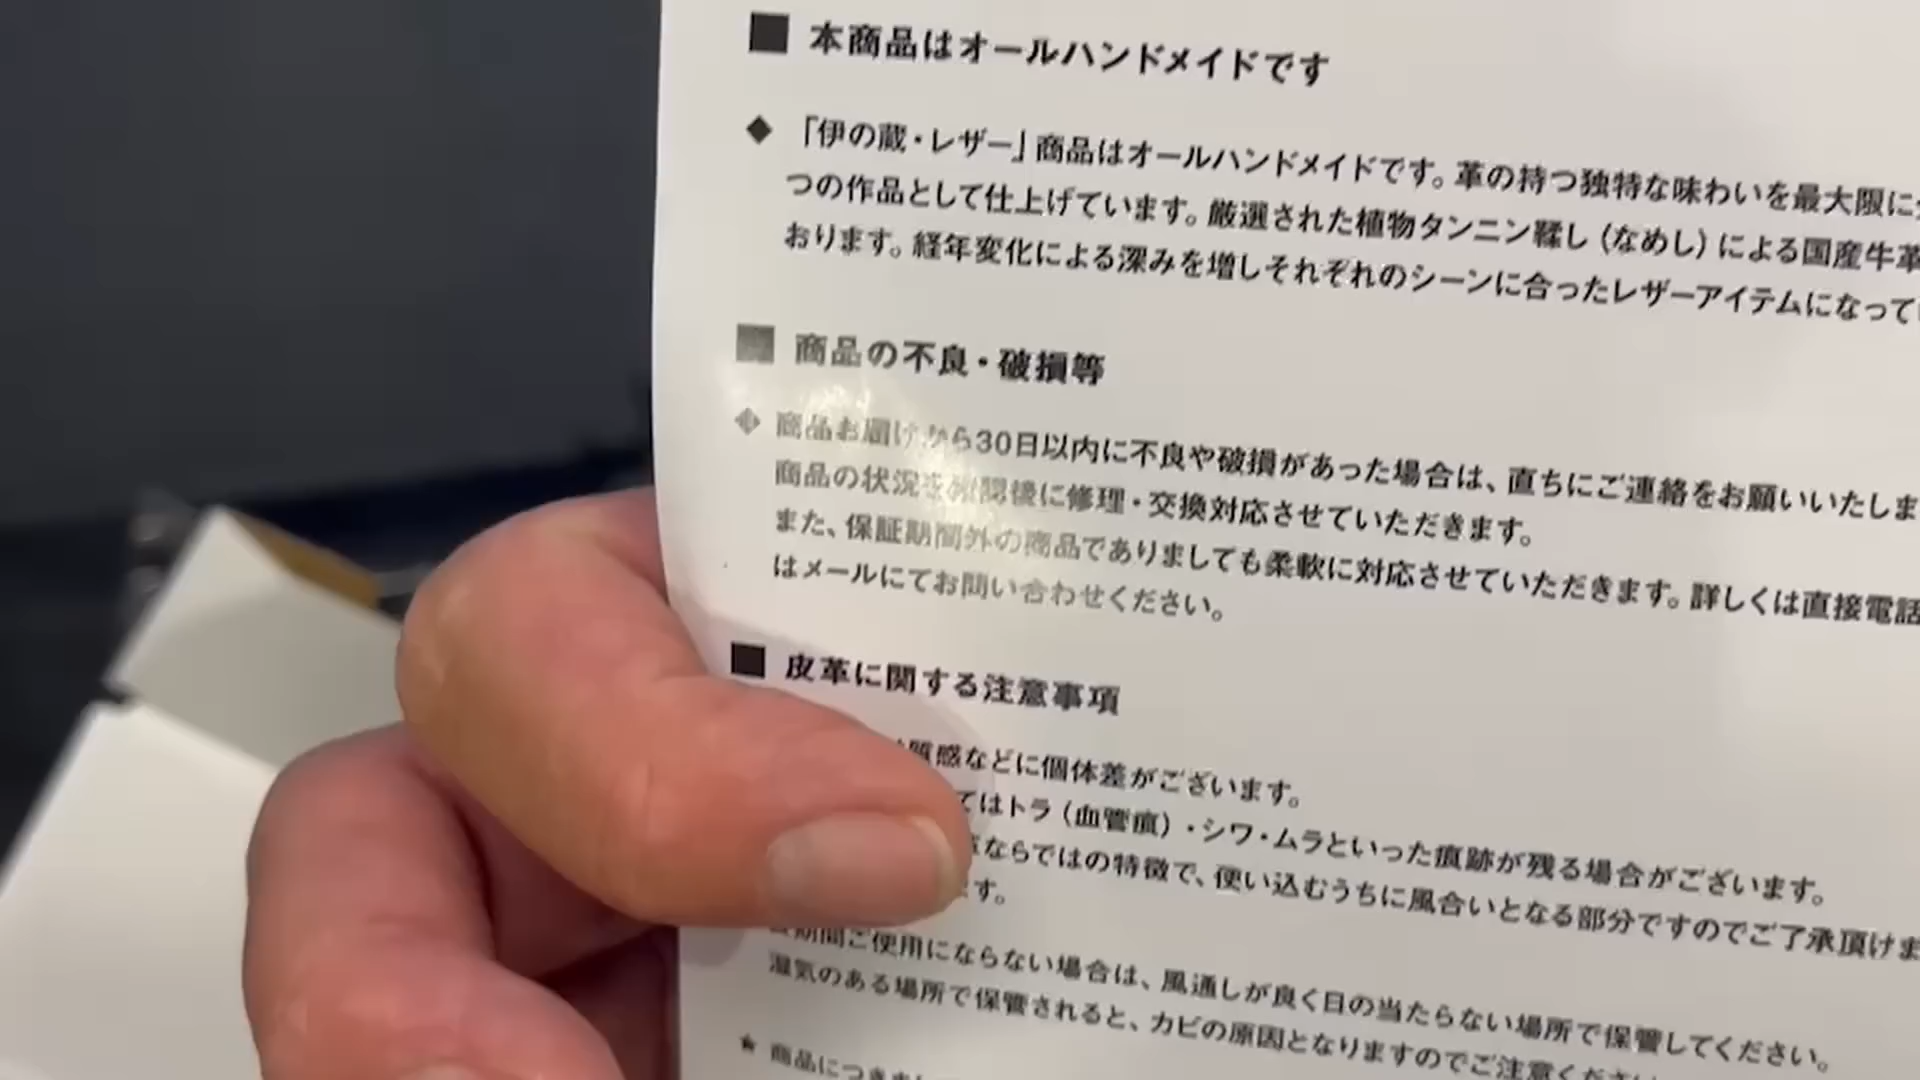 ■ 本商品はオールハンドメイドです
◆ 「伊の蔵・レザー」商品はオールハンドメイドです。革の持つ独特な味わいを最大限に
つの作品として仕上げています。厳選された植物タンニン鞣し(なめし)による国産牛革
おります。経年変化による深みを増しそれぞれのシーンに合ったレザーアイテムになって
■ 商品の不良・破損等
◆ 商品お届けから30日以内に不良や破損があった場合は、直ちにご連絡をお願いいたしま
商品の状況を確認後に修理・交換対応させていただきます。
また、保証期間外の商品でありましても柔軟に対応させていただきます。詳しくは直接電話
はメールにてお問い合わせください。
■ 皮革に関する注意事項
質感などに個体差がございます。
てはトラ(血管痕)・シワ・ムラといった痕跡が残る場合がございます。
ならではの特徴で、使い込むうちに風合いとなる部分ですのでご了承頂けま
す。
期間ご使用にならない場合は、風通しが良く日の当たらない場所で保管してください。
湿気のある場所で保管されると、カビの原因となりますのでご注意くださ
★ 商品につきまし